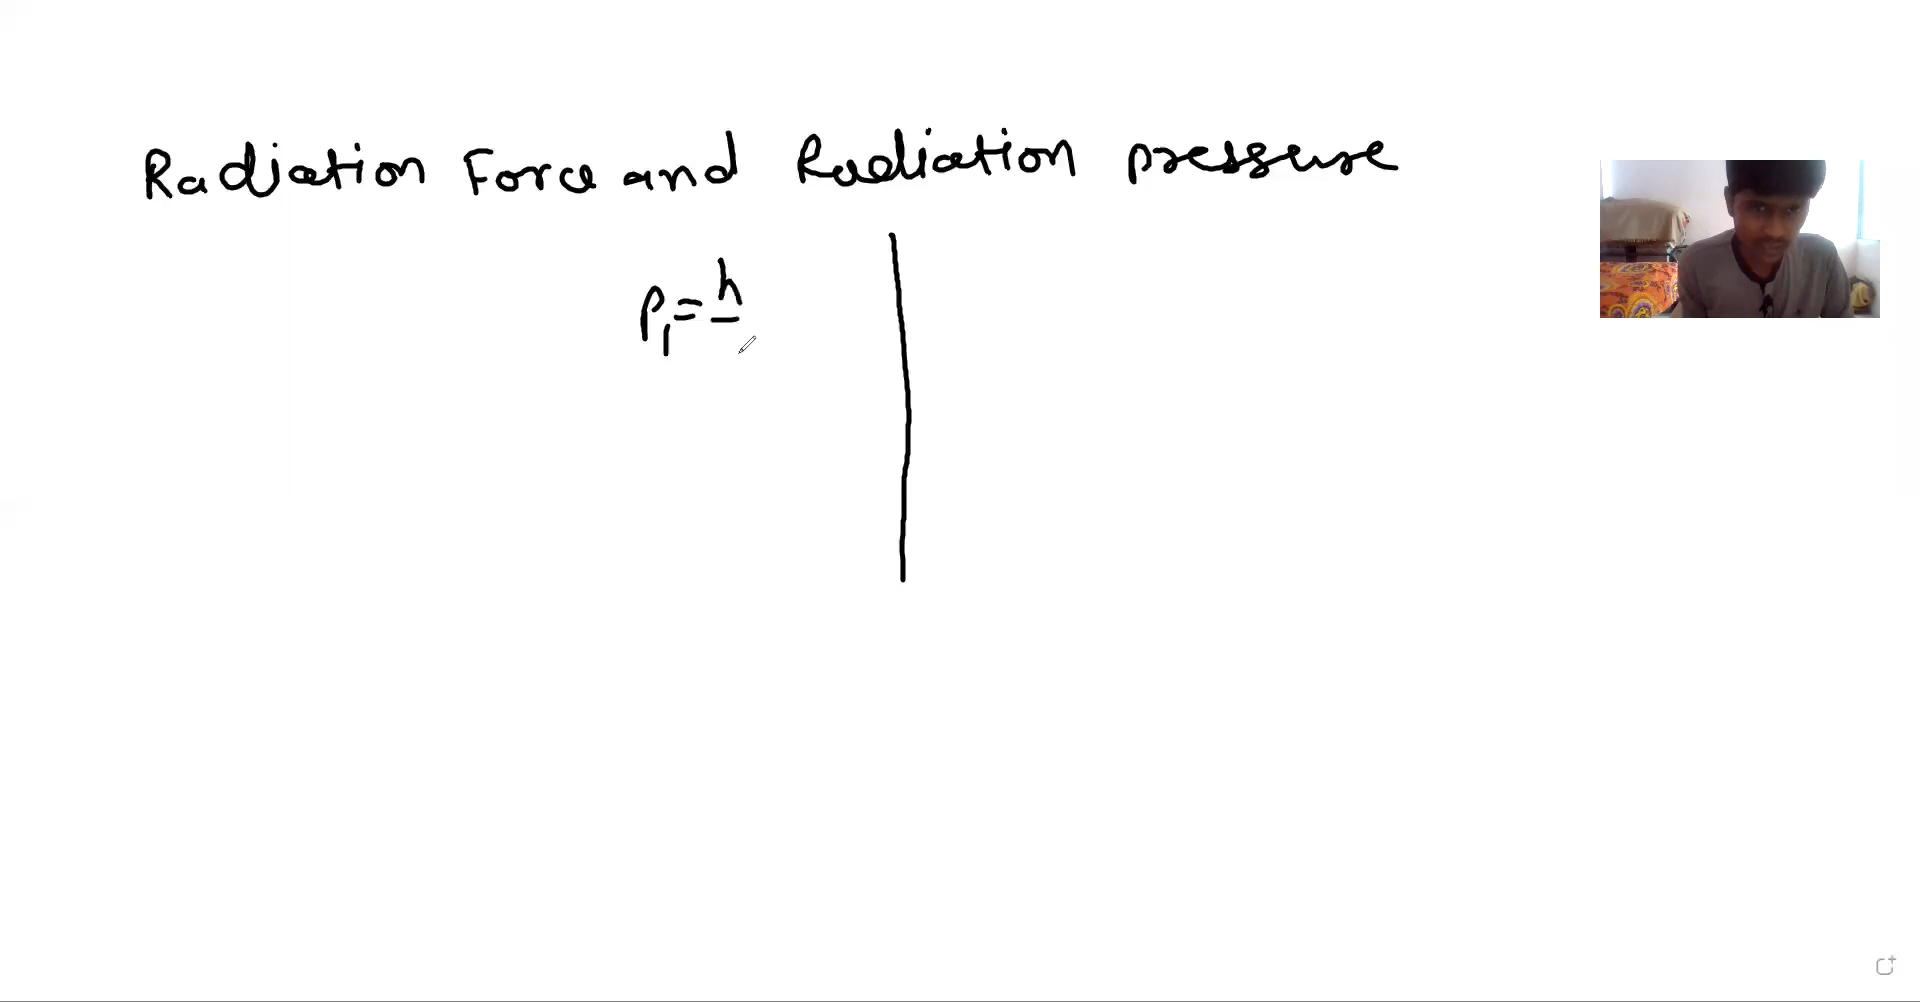 Radiation Force and Radiation pressure
P₁ = h